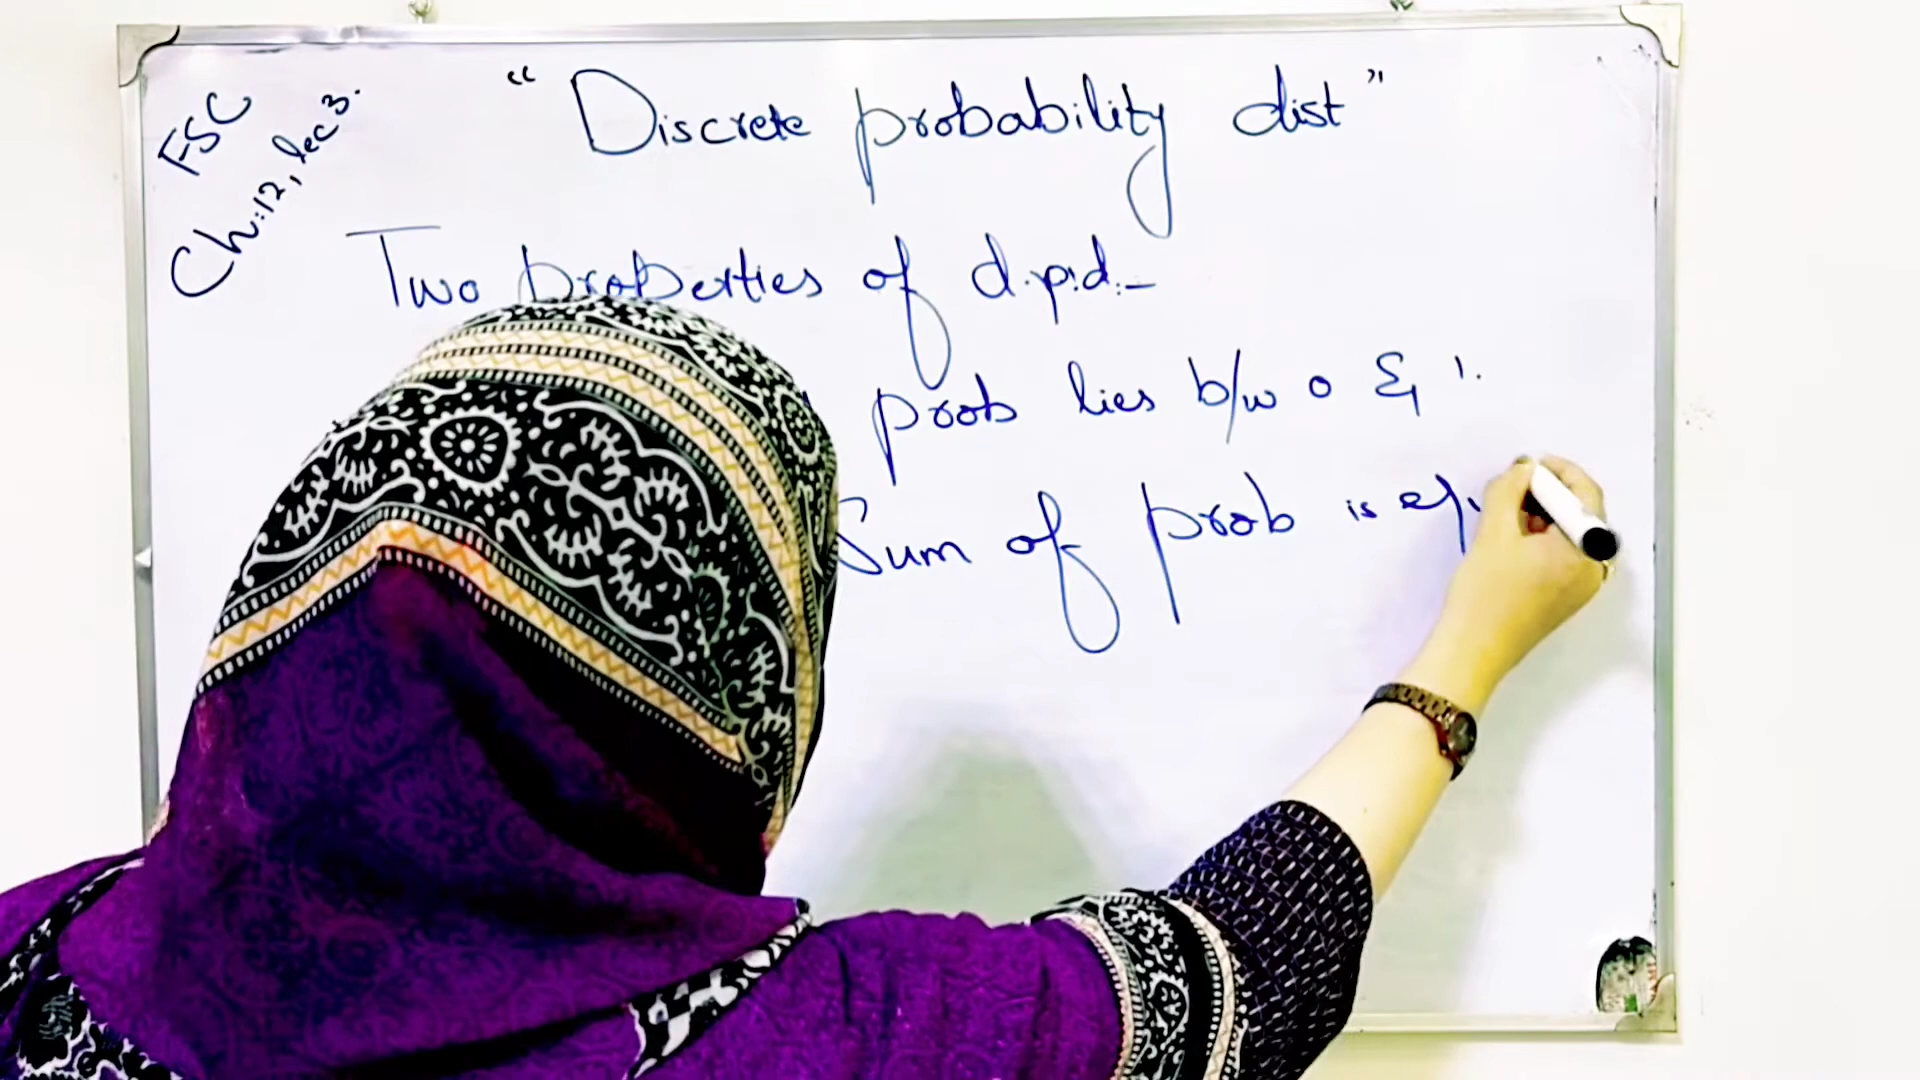 FSC
Ch:12, lec 3.
"Discrete probability dist"
Two properties of d.p.d:-
prob lies b/w 0 & 1.
Sum of prob is equ